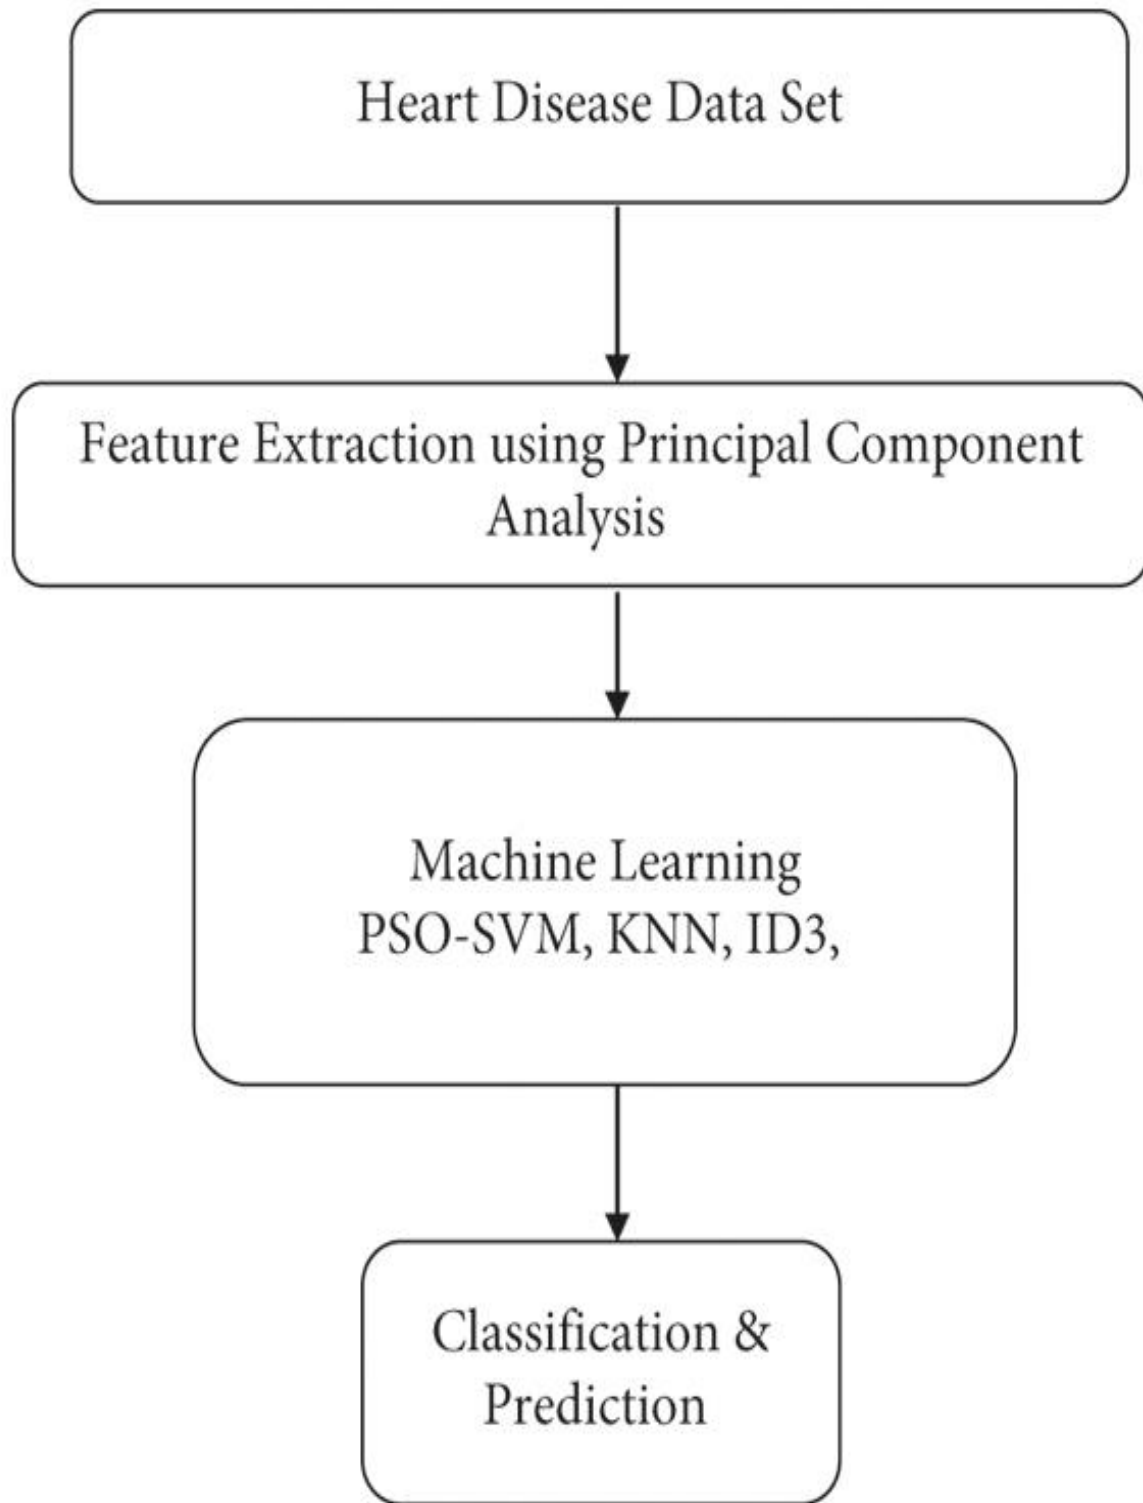 Heart Disease Data Set
Feature Extraction using Principal Component
Analysis
Machine Learning
PSO-SVM, KNN, ID3,
Classification &
Prediction